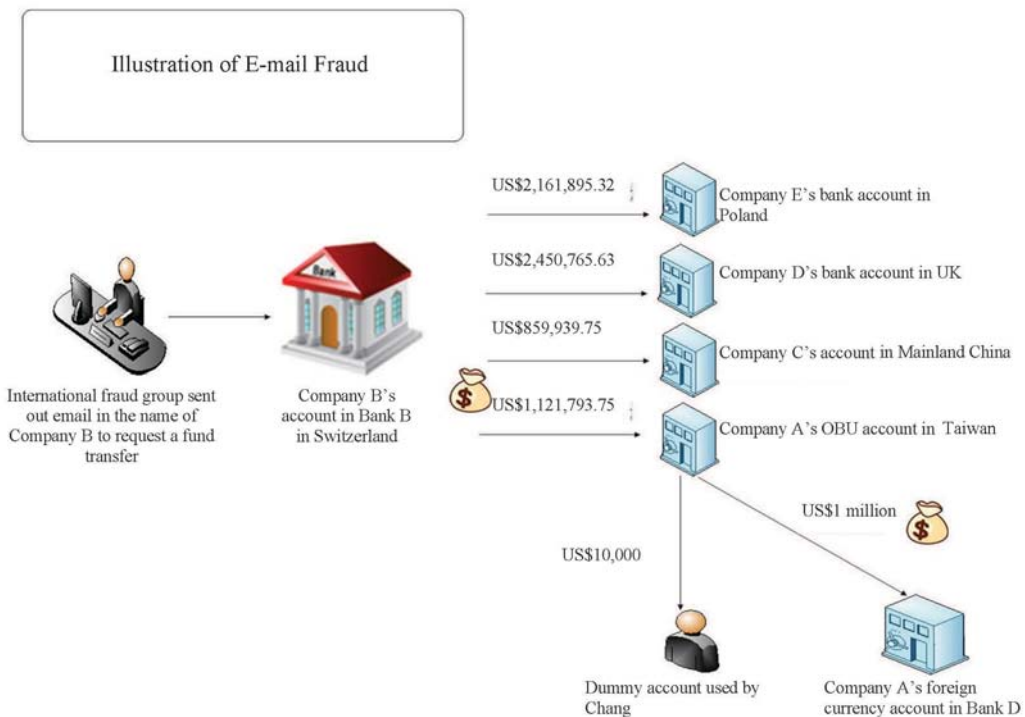 Illustration of E-mail Fraud
US$2,161,895.32
Company E's bank account in
Poland
US$2,450,765.63
Company D's bank account in UK
Bank
US$859,939.75
Company C's account in Mainland China
International fraud group sent
out email in the name of
Company B to request a fund
transfer
Company B's
account in Bank B
in Switzerland
$
US$1,121,793.75
Company A's OBU account in Taiwan
US$1 million
$
US$10,000
Dummy account used by
Chang
Company A's foreign
currency account in Bank D